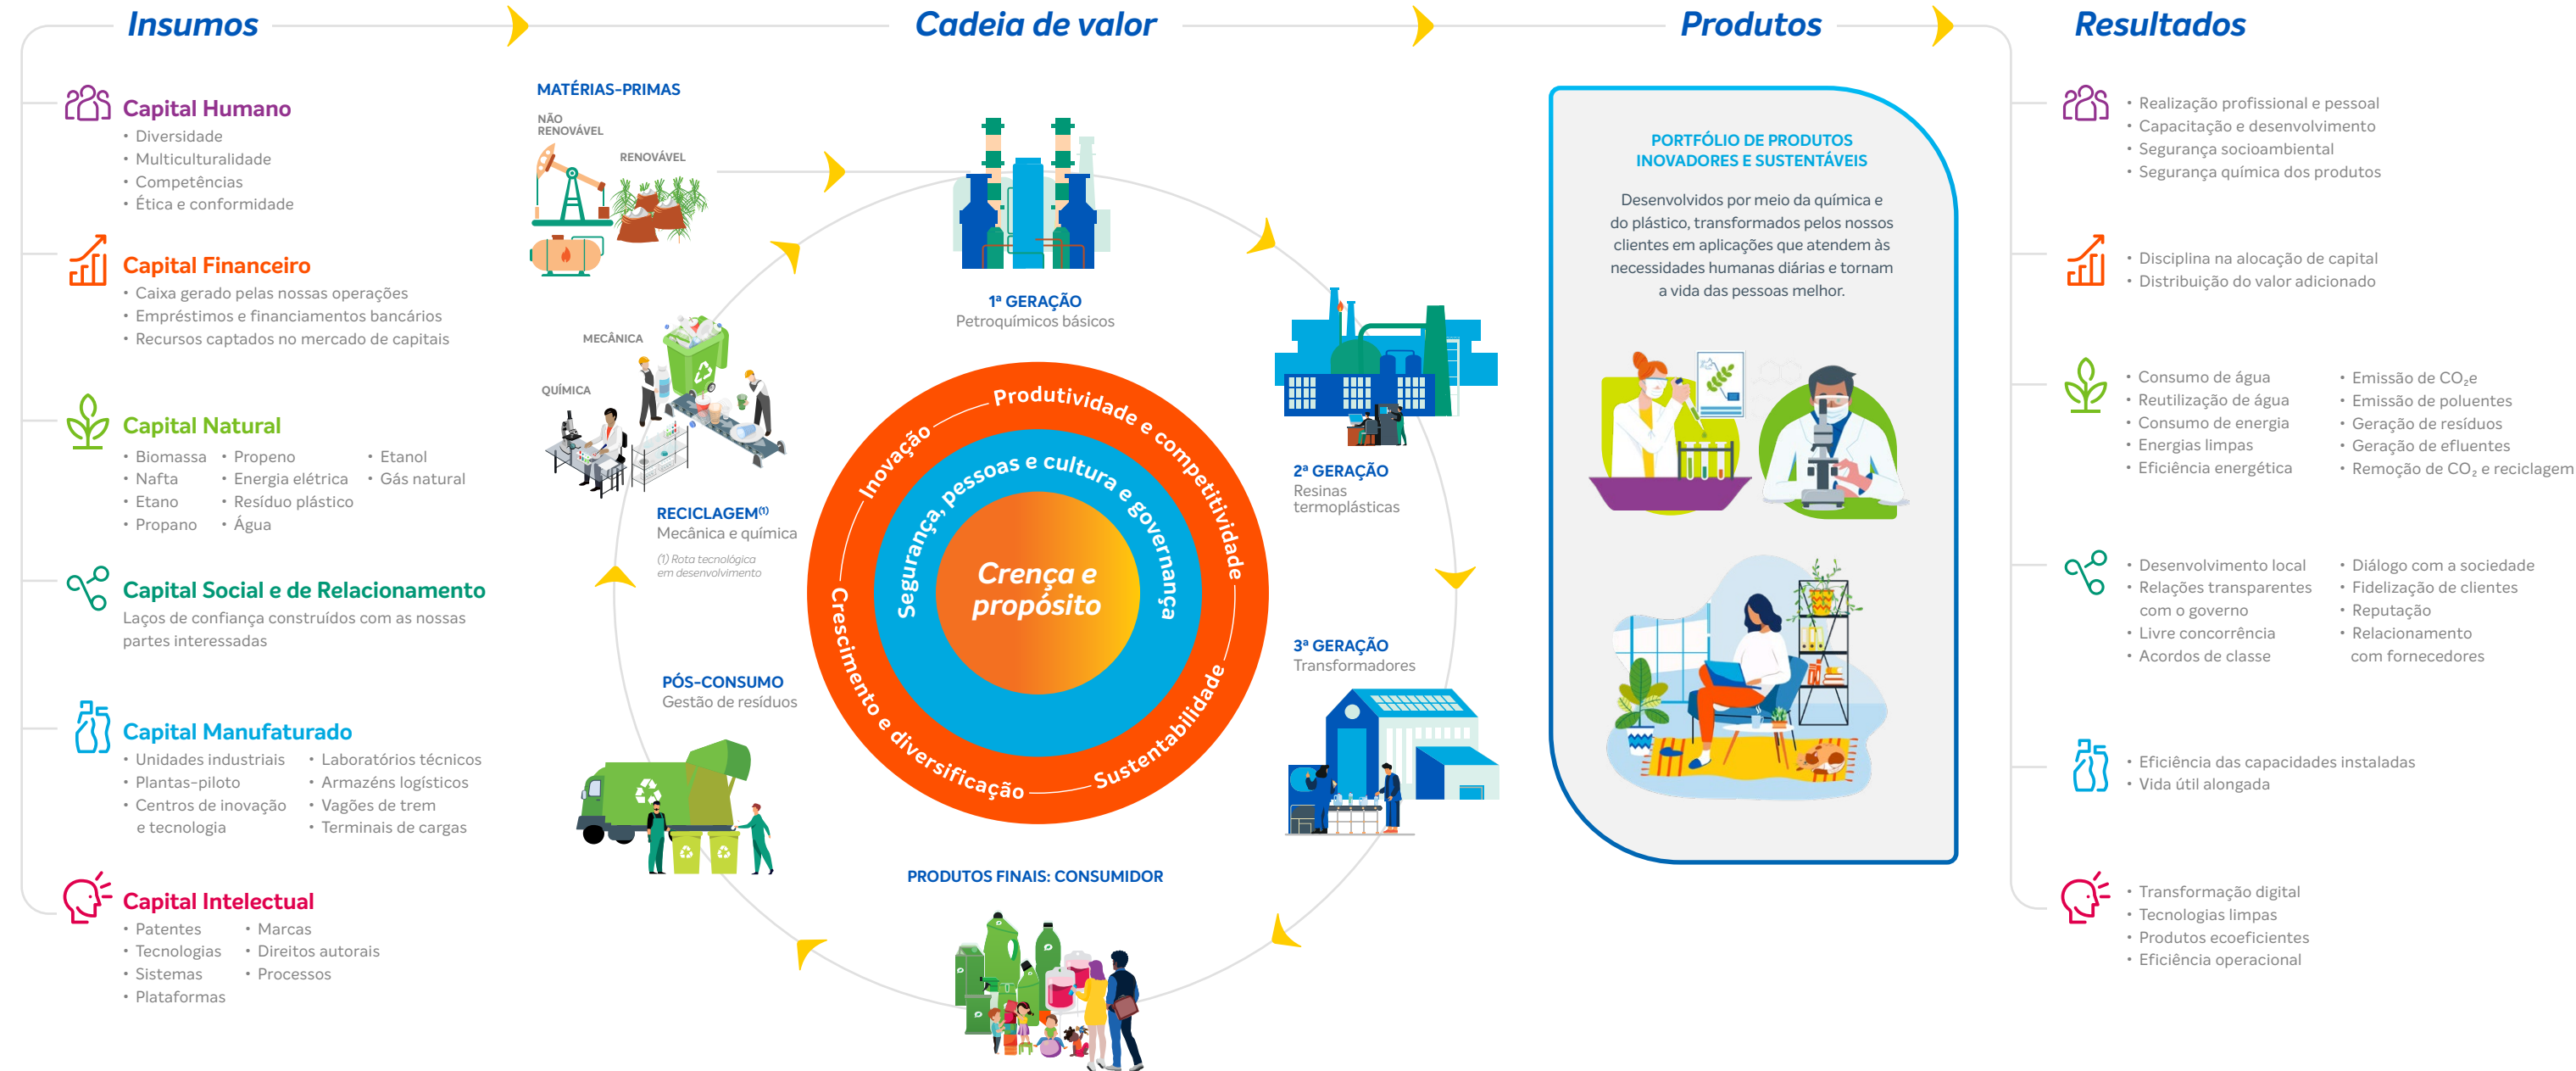 Insumos
Cadeia de valor
Produtos
Resultados
Capital Humano
• Diversidade
• Multiculturalidade
• Competências
• Ética e conformidade
Capital Financeiro
• Caixa gerado pelas nossas operações
• Empréstimos e financiamentos bancários
• Recursos captados no mercado de capitais
Capital Natural
• Biomassa
• Nafta
• Etano
• Propano
• Propeno
• Energia elétrica
• Resíduo plástico
• Água
• Etanol
• Gás natural
Capital Social e de Relacionamento
Laços de confiança construídos com as nossas
partes interessadas
Capital Manufaturado
• Unidades industriais
• Plantas-piloto
• Centros de inovação
e tecnologia
• Laboratórios técnicos
• Armazéns logísticos
• Vagões de trem
• Terminais de cargas
Capital Intelectual
• Patentes
• Tecnologias
• Sistemas
• Plataformas
• Marcas
• Direitos autorais
• Processos
MATÉRIAS-PRIMAS
NÃO
RENOVÁVEL
RENOVÁVEL
1ª GERAÇÃO
Petroquímicos básicos
2ª GERAÇÃO
Resinas
termoplásticas
3ª GERAÇÃO
Transformadores
PRODUTOS FINAIS: CONSUMIDOR
PÓS-CONSUMO
Gestão de resíduos
MECÂNICA
QUÍMICA
RECICLAGEM(1)
Mecânica e química
(1) Rota tecnológica
em desenvolvimento
Inovação
Produtividade e competitividade
Sustentabilidade
Crescimento e diversificação
Segurança, pessoas e cultura e governança
Crença e
propósito
PORTFÓLIO DE PRODUTOS
INOVADORES E SUSTENTÁVEIS
Desenvolvidos por meio da química e
do plástico, transformados pelos nossos
clientes em aplicações que atendem às
necessidades humanas diárias e tornam
a vida das pessoas melhor.
• Realização profissional e pessoal
• Capacitação e desenvolvimento
• Segurança socioambiental
• Segurança química dos produtos
• Disciplina na alocação de capital
• Distribuição do valor adicionado
• Consumo de água
• Reutilização de água
• Consumo de energia
• Energias limpas
• Eficiência energética
• Emissão de CO₂e
• Emissão de poluentes
• Geração de resíduos
• Geração de efluentes
• Remoção de CO₂ e reciclagem
• Desenvolvimento local
• Relações transparentes
com o governo
• Livre concorrência
• Acordos de classe
• Diálogo com a sociedade
• Fidelização de clientes
• Reputação
• Relacionamento
com fornecedores
• Eficiência das capacidades instaladas
• Vida útil alongada
• Transformação digital
• Tecnologias limpas
• Produtos ecoeficientes
• Eficiência operacional